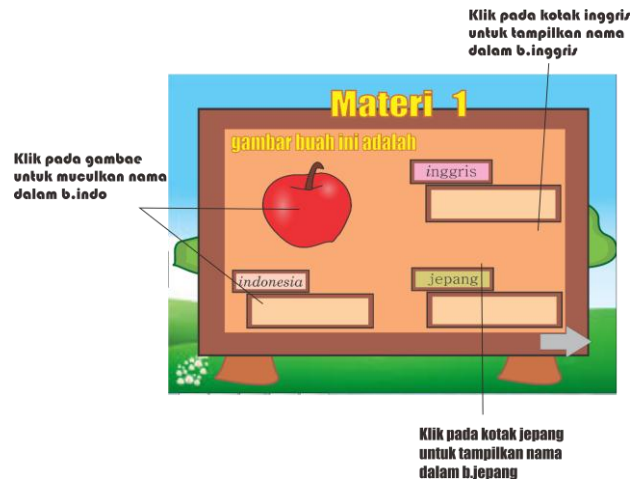 Klik pada kotak inggris
untuk tampilkan nama
dalam b.inggris
Materi 1
gambar buah ini adalah
Klik pada gambae
untuk muculkan nama
dalam b.indo
inggris
indonesia
jepang
Klik pada kotak jepang
untuk tampilkan nama
dalam b.jepang